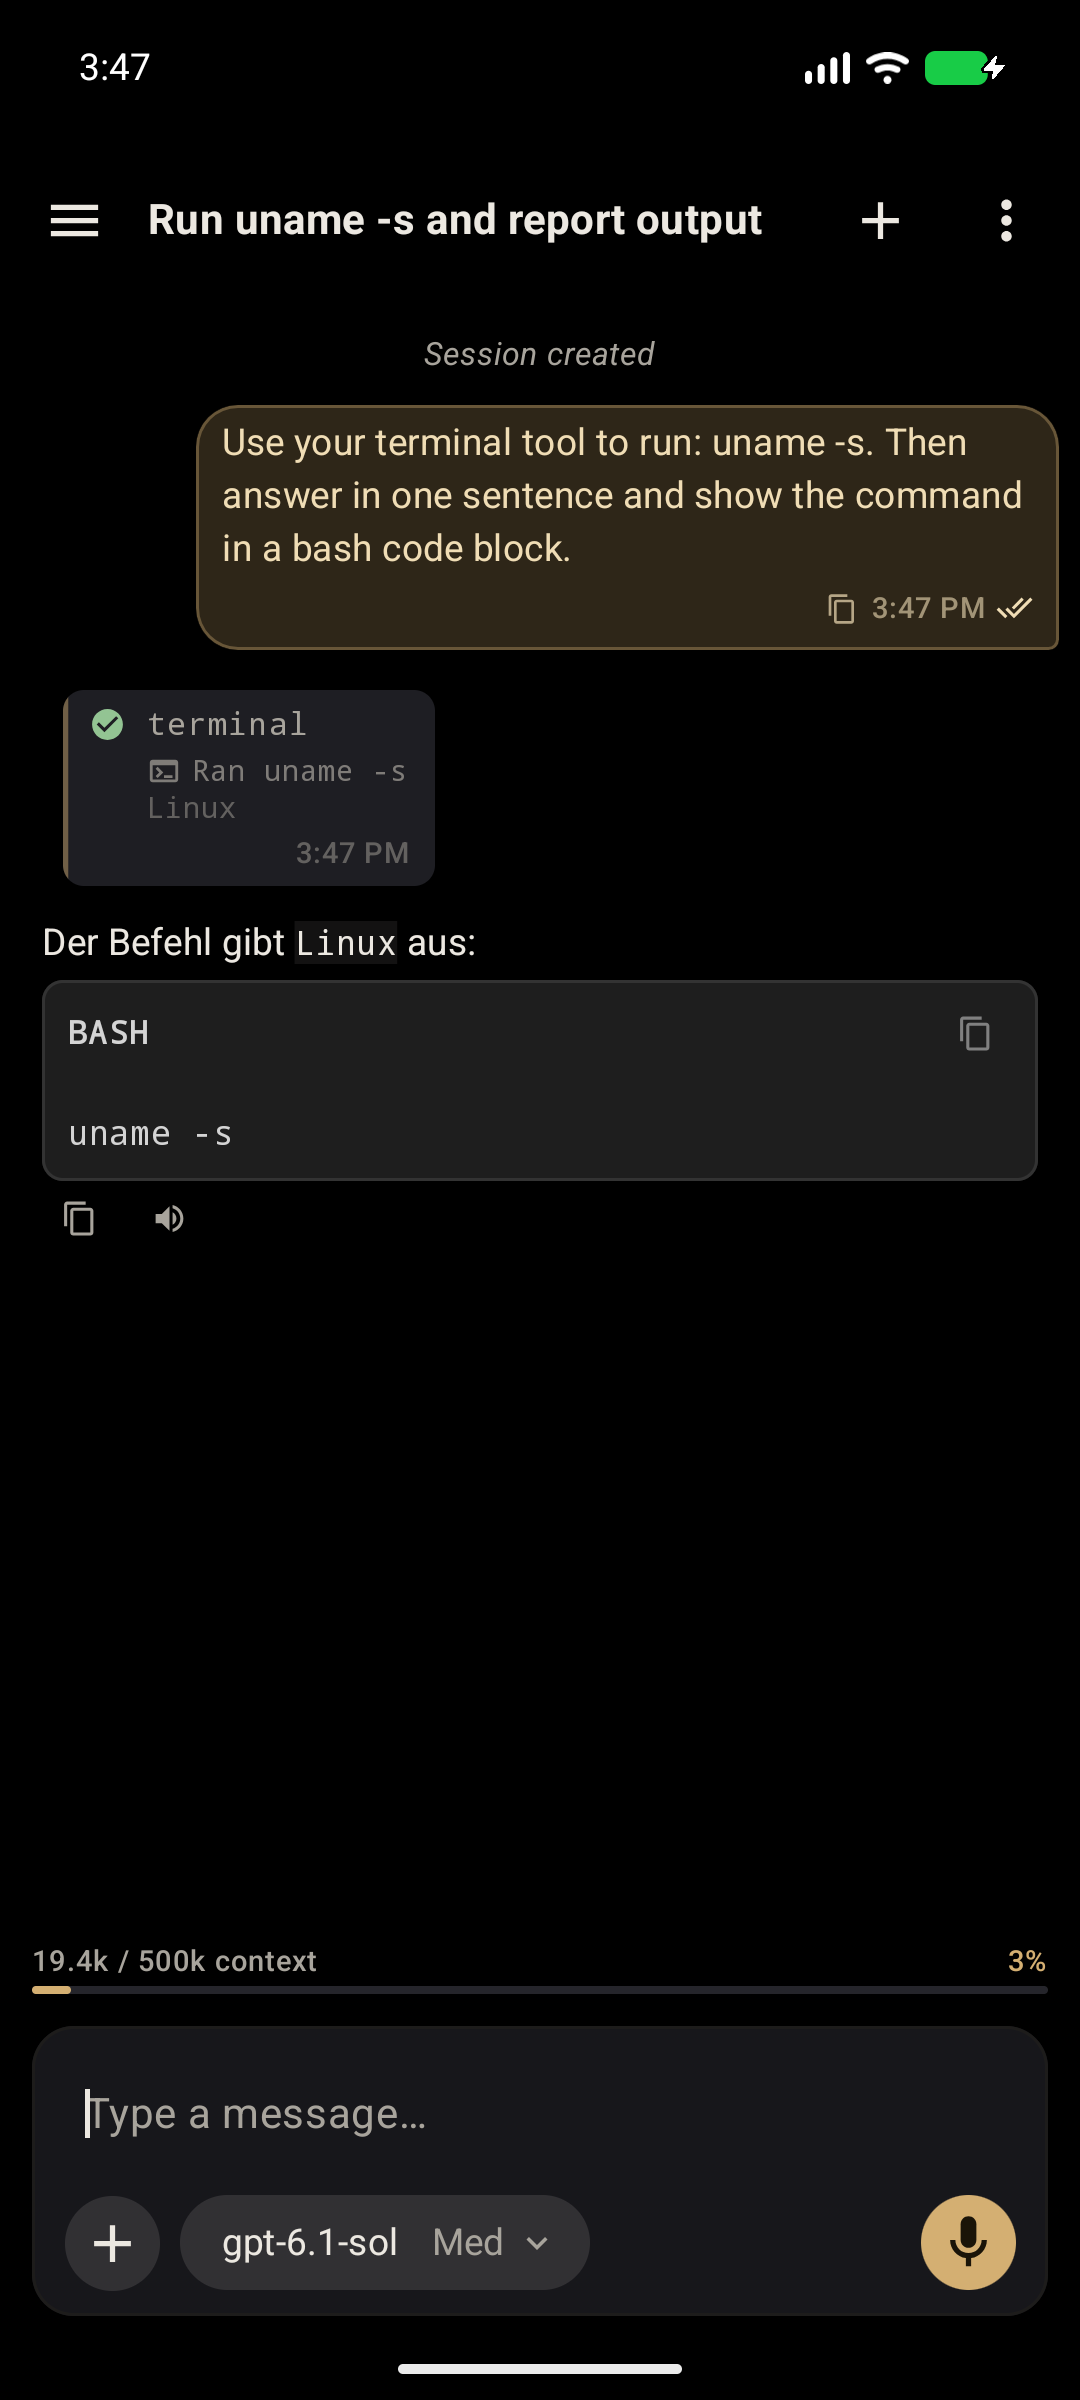 3:47
Run uname -s and report output
Session created
Use your terminal tool to run: uname -s. Then
answer in one sentence and show the command
in a bash code block.
3:47 PM
terminal
Ran uname -s
Linux
3:47 PM
Der Befehl gibt Linux aus:
BASH
uname -s
19.4k / 500k context
3%
Type a message…
gpt-6.1-sol Med